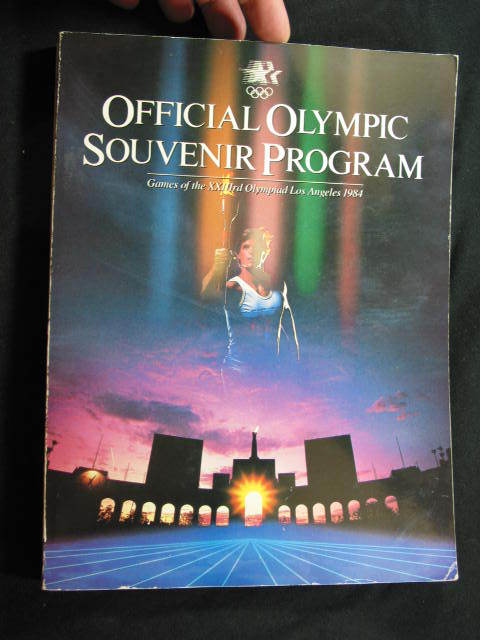 OFFICIAL OLYMPIC
SOUVENIR PROGRAM
Games of the XXIIIrd Olympiad Los Angeles 1984